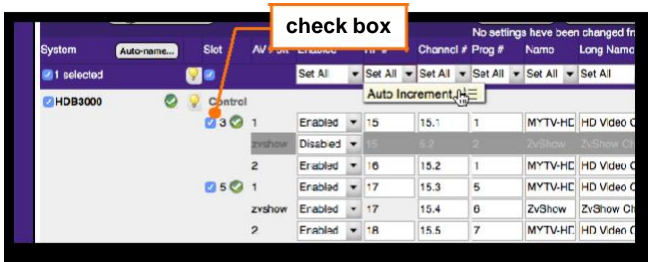 check box
No settings have been changed fr
System Auto-name... Slot AV Enabled Channel # Prog # Name Long Name
1 selected Set All Set All Set All Set All Set All Set All
Auto Increment
HDB3000 Control
3 1 Enabled 15 15.1 1 MYTV-HD HD Video C
zvshow Disabled 15 5.2 2 ZvShow ZvShow Ch
2 Enabled 16 15.2 1 MYTV-HD HD Video C
5 1 Enabled 17 15.3 5 MYTV-HD HD Video C
zvshow Enabled 17 15.4 6 ZvShow ZvShow Ch
2 Enabled 18 15.5 7 MYTV-HD HD Video C